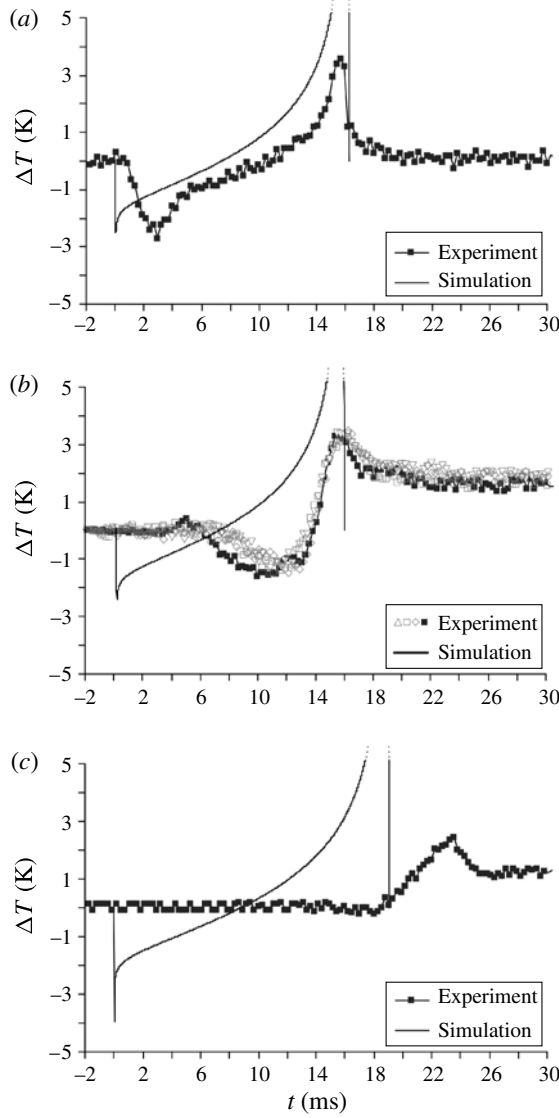 (a)
5
3
1
–1
–3
–5
ΔT (K)
Experiment
Simulation
–2 2 6 10 14 18 22 26 30
(b)
5
3
1
–1
–3
–5
ΔT (K)
Experiment
Simulation
–2 2 6 10 14 18 22 26 30
(c)
5
3
1
–1
–3
–5
ΔT (K)
Experiment
Simulation
–2 2 6 10 14 18 22 26 30
t (ms)